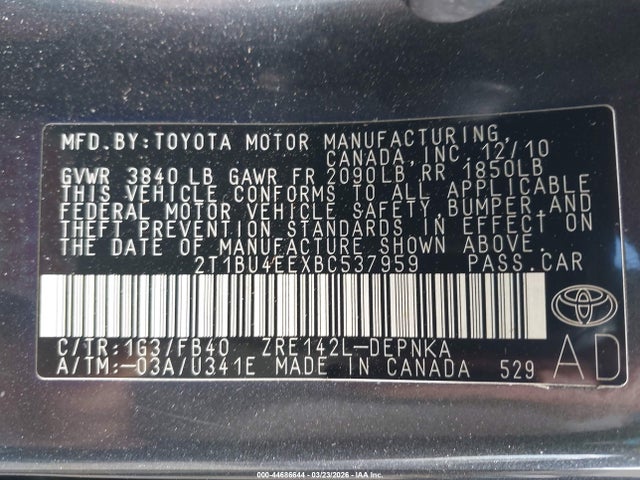 MFD.BY:TOYOTA MOTOR MANUFACTURING,
CANADA,INC. 12/10
GVWR 3840 LB GAWR FR 2090LB RR 1850LB
THIS VEHICLE CONFORMS TO ALL APPLICABLE
FEDERAL MOTOR VEHICLE SAFETY,BUMPER,AND
THEFT PREVENTION STANDARDS IN EFFECT ON
THE DATE OF MANUFACTURE SHOWN ABOVE.
2T1BU4EEXBC537959 PASS.CAR
C/TR:1G3/FB40 ZRE142L-DEPNKA
A/TM:-03A/U341E MADE IN CANADA 529
AD
000-44686644 - 03/23/2026 - IAA Inc.